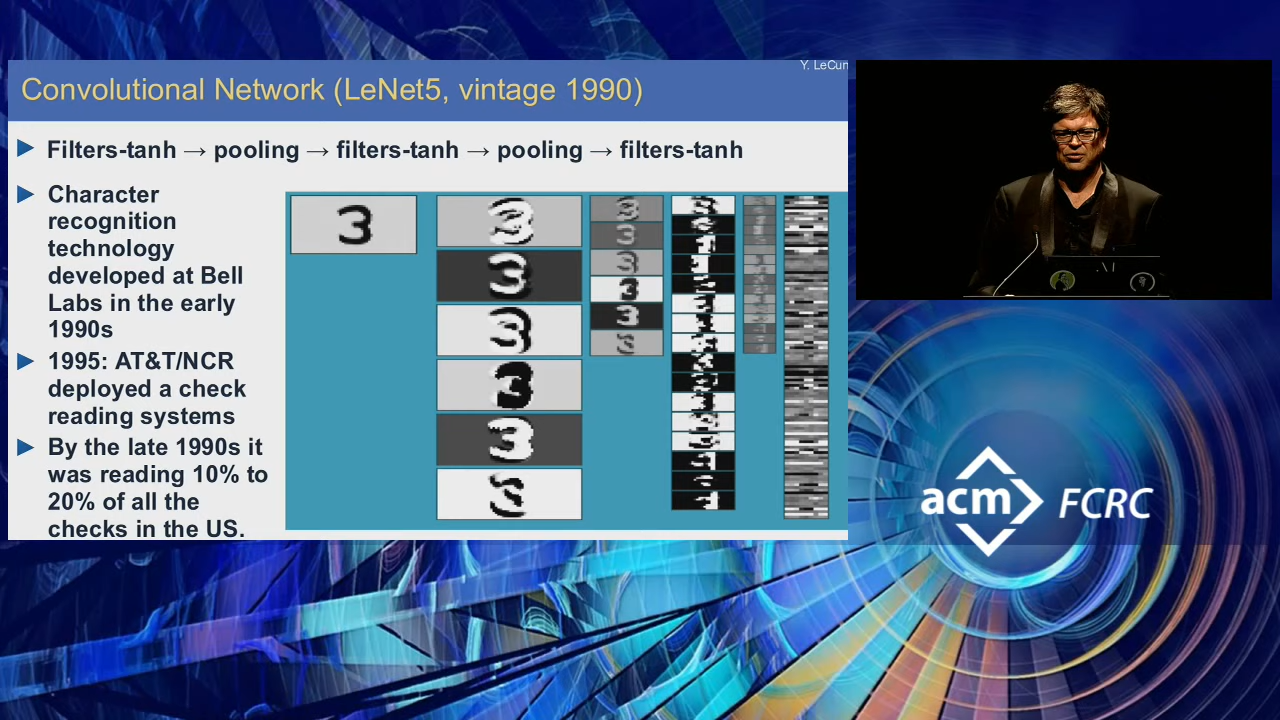 Y. LeCun
Convolutional Network (LeNet5, vintage 1990)
Filters-tanh → pooling → filters-tanh → pooling → filters-tanh
Character
recognition
technology
developed at Bell
Labs in the early
1990s
1995: AT&T/NCR
deployed a check
reading systems
By the late 1990s it
was reading 10% to
20% of all the
checks in the US.
3
acm FCRC